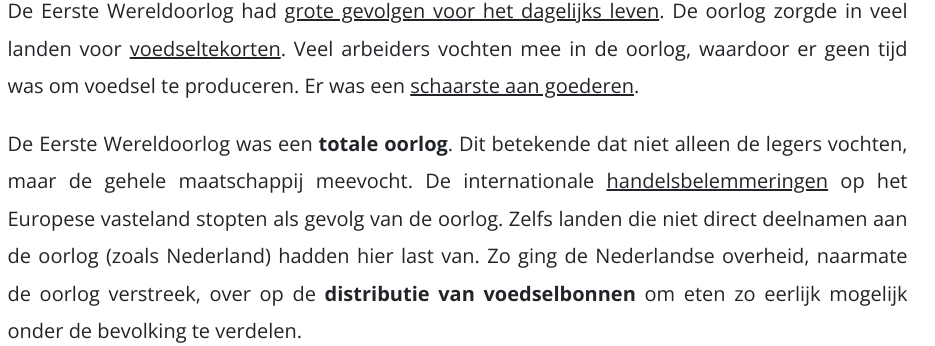 De Eerste Wereldoorlog had grote gevolgen voor het dagelijks leven. De oorlog zorgde in veel
landen voor voedseltekorten. Veel arbeiders vochten mee in de oorlog, waardoor er geen tijd
was om voedsel te produceren. Er was een schaarste aan goederen.
De Eerste Wereldoorlog was een totale oorlog. Dit betekende dat niet alleen de legers vochten,
maar de gehele maatschappij meevocht. De internationale handelsbelemmeringen op het
Europese vasteland stopten als gevolg van de oorlog. Zelfs landen die niet direct deelnamen aan
de oorlog (zoals Nederland) hadden hier last van. Zo ging de Nederlandse overheid, naarmate
de oorlog verstreek, over op de distributie van voedselbonnen om eten zo eerlijk mogelijk
onder de bevolking te verdelen.